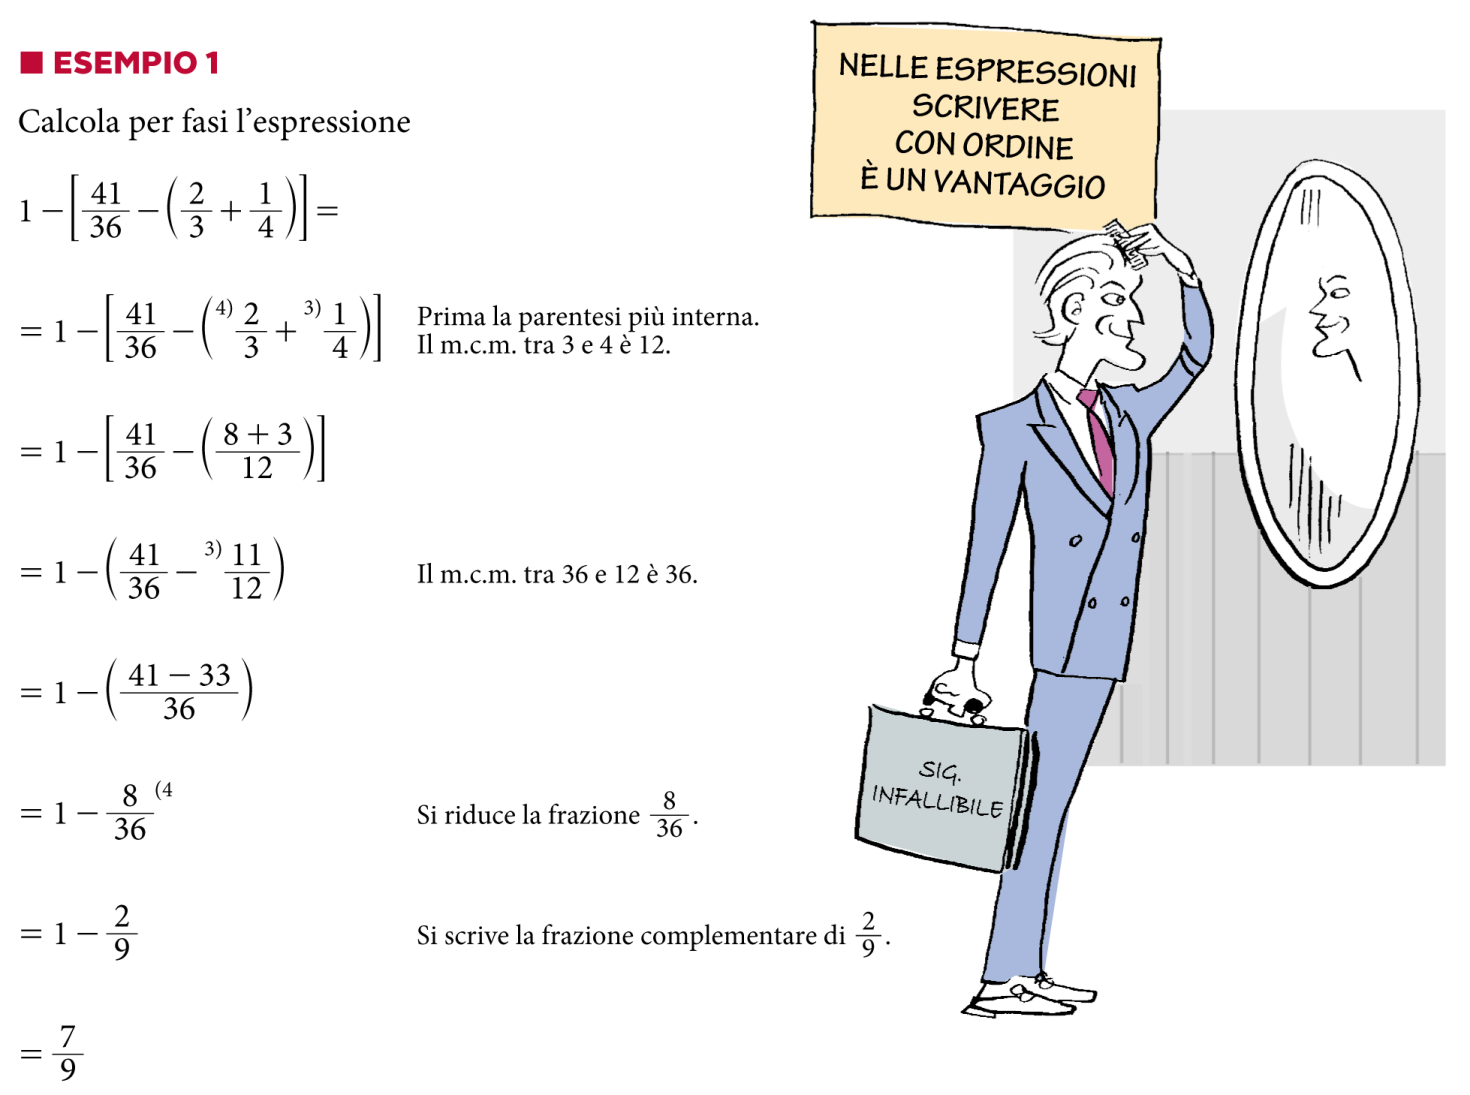 ■ ESEMPIO 1
Calcola per fasi l’espressione
1 − [41/36 − (2/3 + 1/4)] =
= 1 − [41/36 − (⁴⁾ 2/3 + ³⁾ 1/4)]
Prima la parentesi più interna.
Il m.c.m. tra 3 e 4 è 12.
= 1 − [41/36 − ((8 + 3)/12)]
= 1 − (41/36 − ³⁾ 11/12)
Il m.c.m. tra 36 e 12 è 36.
= 1 − ((41 − 33)/36)
= 1 − 8/36 ⁽⁴
Si riduce la frazione 8/36.
= 1 − 2/9
Si scrive la frazione complementare di 2/9.
= 7/9
NELLE ESPRESSIONI
SCRIVERE
CON ORDINE
È UN VANTAGGIO
SIG.
INFALLIBILE